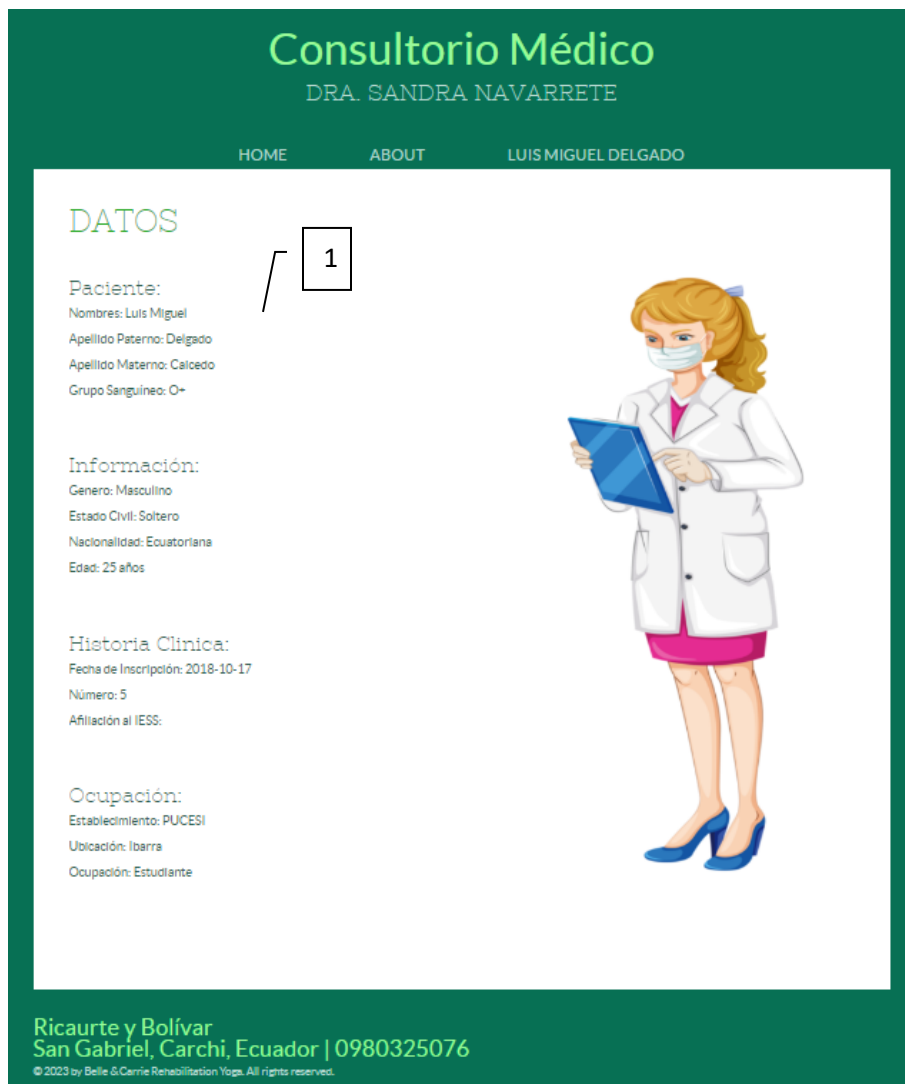 Consultorio Médico
DRA. SANDRA NAVARRETE
HOME ABOUT LUIS MIGUEL DELGADO
DATOS
1
Paciente:
Nombres: Luis Miguel
Apellido Paterno: Delgado
Apellido Materno: Caicedo
Grupo Sanguíneo: O+
Información:
Genero: Masculino
Estado Civil: Soltero
Nacionalidad: Ecuatoriana
Edad: 25 años
Historia Clinica:
Fecha de Inscripción: 2018-10-17
Número: 5
Afiliación al IESS:
Ocupación:
Establecimiento: PUCESI
Ubicación: Ibarra
Ocupación: Estudiante
Ricaurte y Bolívar
San Gabriel, Carchi, Ecuador | 0980325076
© 2023 by Belle & Carrie Rehabilitation Yoga. All rights reserved.